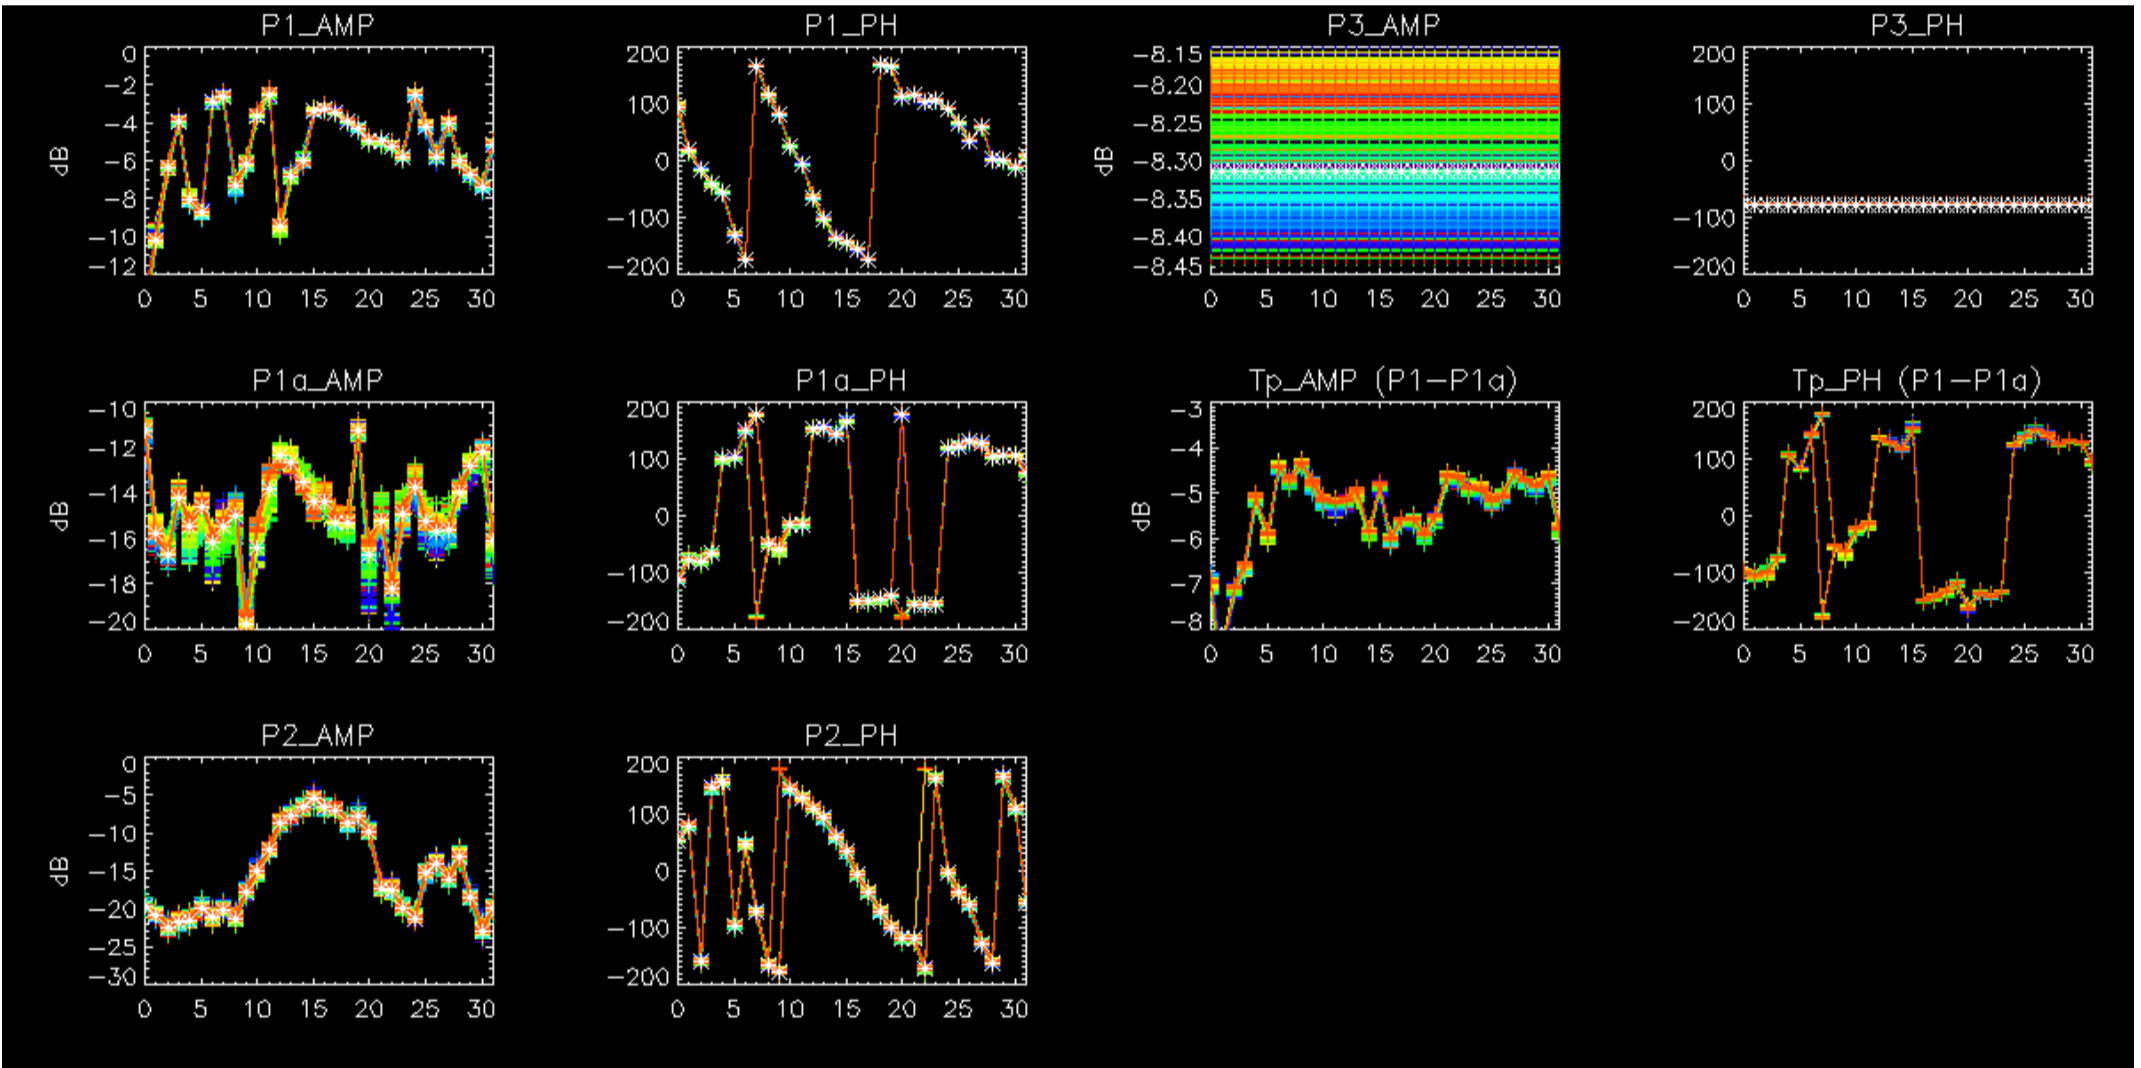 P1_AMP
0
−2
−4
−6
−8
−10
−12
dB
0 5 10 15 20 25 30
P1_PH
200
100
0
−100
−200
0 5 10 15 20 25 30
P3_AMP
−8.15
−8.20
−8.25
−8.30
−8.35
−8.40
−8.45
dB
0 5 10 15 20 25 30
P3_PH
200
100
0
−100
−200
0 5 10 15 20 25 30
P1a_AMP
−10
−12
−14
−16
−18
−20
dB
0 5 10 15 20 25 30
P1a_PH
200
100
0
−100
−200
0 5 10 15 20 25 30
Tp_AMP (P1−P1a)
−3
−4
−5
−6
−7
−8
dB
0 5 10 15 20 25 30
Tp_PH (P1−P1a)
200
100
0
−100
−200
0 5 10 15 20 25 30
P2_AMP
0
−5
−10
−15
−20
−25
−30
dB
0 5 10 15 20 25 30
P2_PH
200
100
0
−100
−200
0 5 10 15 20 25 30